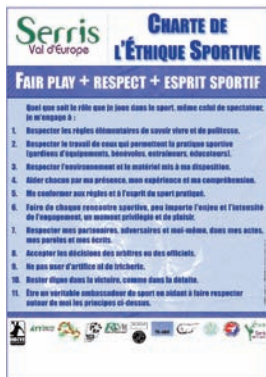 Serris
Val d'Europe
CHARTE DE
L'ÉTHIQUE SPORTIVE
FAIR PLAY + RESPECT + ESPRIT SPORTIF
Quel que soit le rôle que je joue dans le sport, même celui de spectateur,
je m'engage à :
1. Respecter les règles élémentaires de savoir vivre et de politesse.
2. Respecter le travail de ceux qui permettent la pratique sportive
(gardiens d'équipements, bénévoles, entraîneurs, éducateurs).
3. Respecter l'environnement et le matériel mis à ma disposition.
4. Aider chacun par ma présence, mon expérience et ma compréhension.
5. Me conformer aux règles et à l'esprit du sport pratiqué.
6. Faire de chaque rencontre sportive, peu importe l'enjeu et l'intensité
de l'engagement, un moment privilégié et de plaisir.
7. Respecter mes partenaires, adversaires et moi-même, dans mes actes,
mes paroles et mes écrits.
8. Accepter les décisions des arbitres ou des officiels.
9. Ne pas user d'artifice ni de tricherie.
10. Rester digne dans la victoire, comme dans la défaite.
11. Être un véritable ambassadeur du sport en aidant à faire respecter
autour de moi les principes ci-dessus.